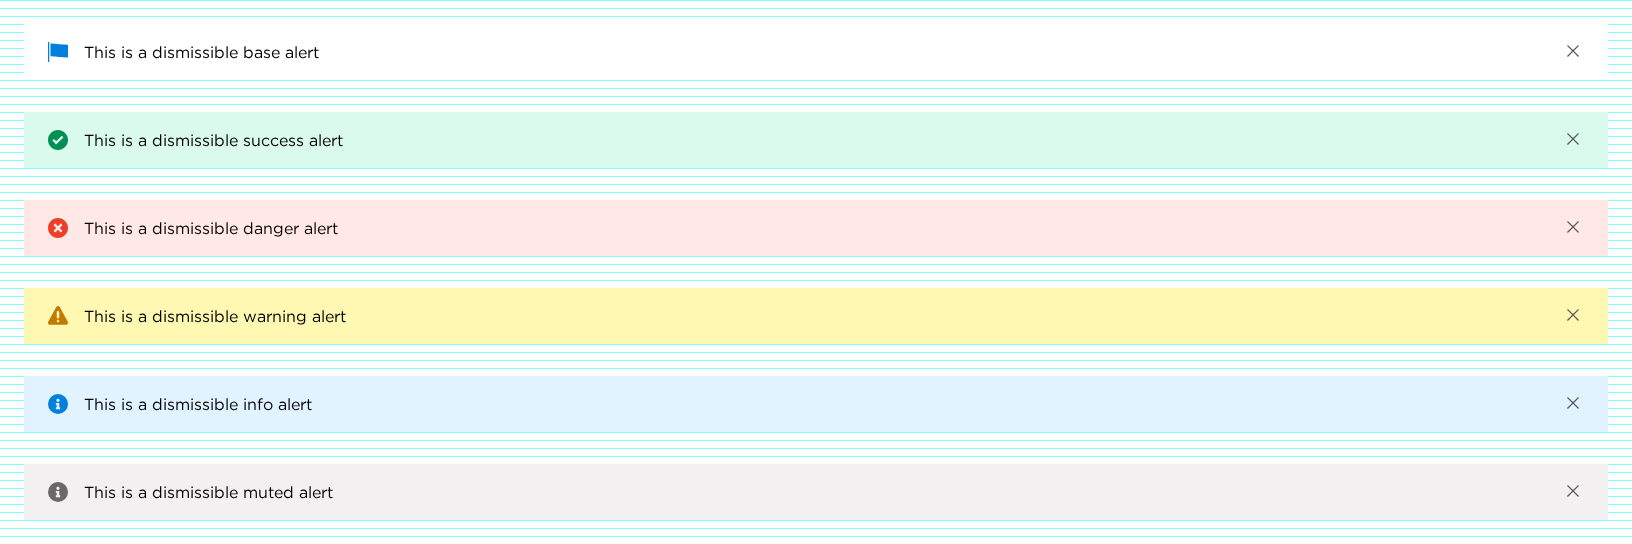 This is a dismissible base alert
This is a dismissible success alert
This is a dismissible danger alert
This is a dismissible warning alert
This is a dismissible info alert
This is a dismissible muted alert